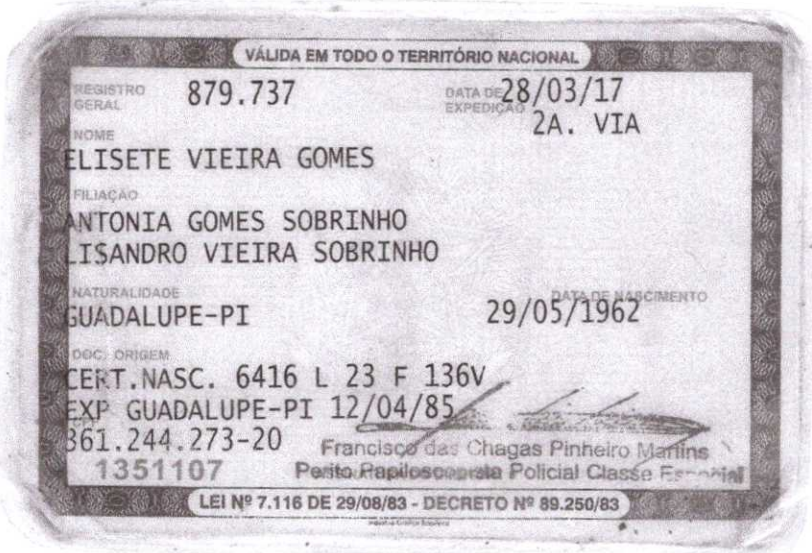 VÁLIDA EM TODO O TERRITÓRIO NACIONAL
REGISTRO GERAL 879.737 DATA DE EXPEDIÇÃO 28/03/17
2A. VIA
NOME
ELISETE VIEIRA GOMES
FILIAÇÃO
ANTONIA GOMES SOBRINHO
LISANDRO VIEIRA SOBRINHO
NATURALIDADE DATA DE NASCIMENTO
GUADALUPE-PI 29/05/1962
DOC. ORIGEM
CERT.NASC. 6416 L 23 F 136V
EXP GUADALUPE-PI 12/04/85
361.244.273-20
Francisco das Chagas Pinheiro Martins
1351107 Perito Papiloscopista Policial Classe Especial
LEI Nº 7.116 DE 29/08/83 - DECRETO Nº 89.250/83